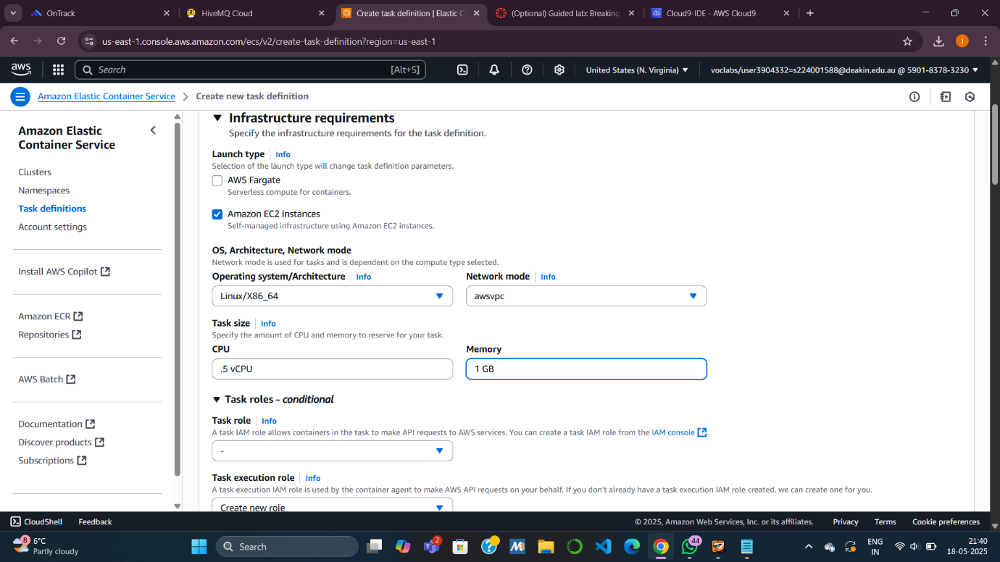 OnTrack
HiveMQ Cloud
Create task definition | Elastic C
(Optional) Guided lab: Breaking
Cloud9-IDE - AWS Cloud9
us-east-1.console.aws.amazon.com/ecs/v2/create-task-definition?region=us-east-1
j
aws
Search
[Alt+S]
United States (N. Virginia)
voclabs/user3904332=s224001588@deakin.edu.au @ 5901-8378-3230
Amazon Elastic Container Service
Create new task definition
Amazon Elastic
Container Service
Clusters
Namespaces
Task definitions
Account settings
Install AWS Copilot
Amazon ECR
Repositories
AWS Batch
Documentation
Discover products
Subscriptions
Infrastructure requirements
Specify the infrastructure requirements for the task definition.
Launch type Info
Selection of the launch type will change task definition parameters.
AWS Fargate
Serverless compute for containers.
Amazon EC2 instances
Self-managed infrastructure using Amazon EC2 instances.
OS, Architecture, Network mode
Network mode is used for tasks and is dependent on the compute type selected.
Operating system/Architecture Info
Network mode Info
Linux/X86_64
awsvpc
Task size Info
Specify the amount of CPU and memory to reserve for your task.
CPU
Memory
.5 vCPU
1 GB
Task roles - conditional
Task role Info
A task IAM role allows containers in the task to make API requests to AWS services. You can create a task IAM role from the IAM console .
-
Task execution role Info
A task execution IAM role is used by the container agent to make AWS API requests on your behalf. If you don't already have a task execution IAM role created, we can create one for you.
Create new role
CloudShell
Feedback
© 2025, Amazon Web Services, Inc. or its affiliates.
Privacy
Terms
Cookie preferences
8
6°C
Partly cloudy
Search
2
44
ENG
IN
21:40
18-05-2025